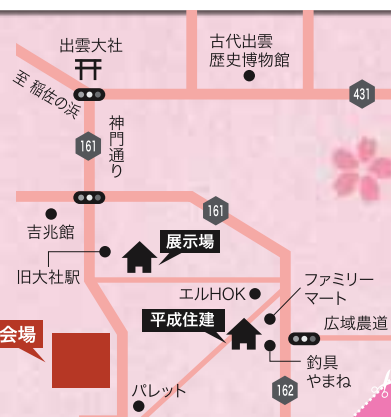 出雲大社
古代出雲
歴史博物館
至 稲佐の浜
431
神門通り
161
161
吉兆館
展示場
旧大社駅
エルHOK
ファミリー
マート
平成住建
広域農道
会場
釣具
やまね
162
パレット